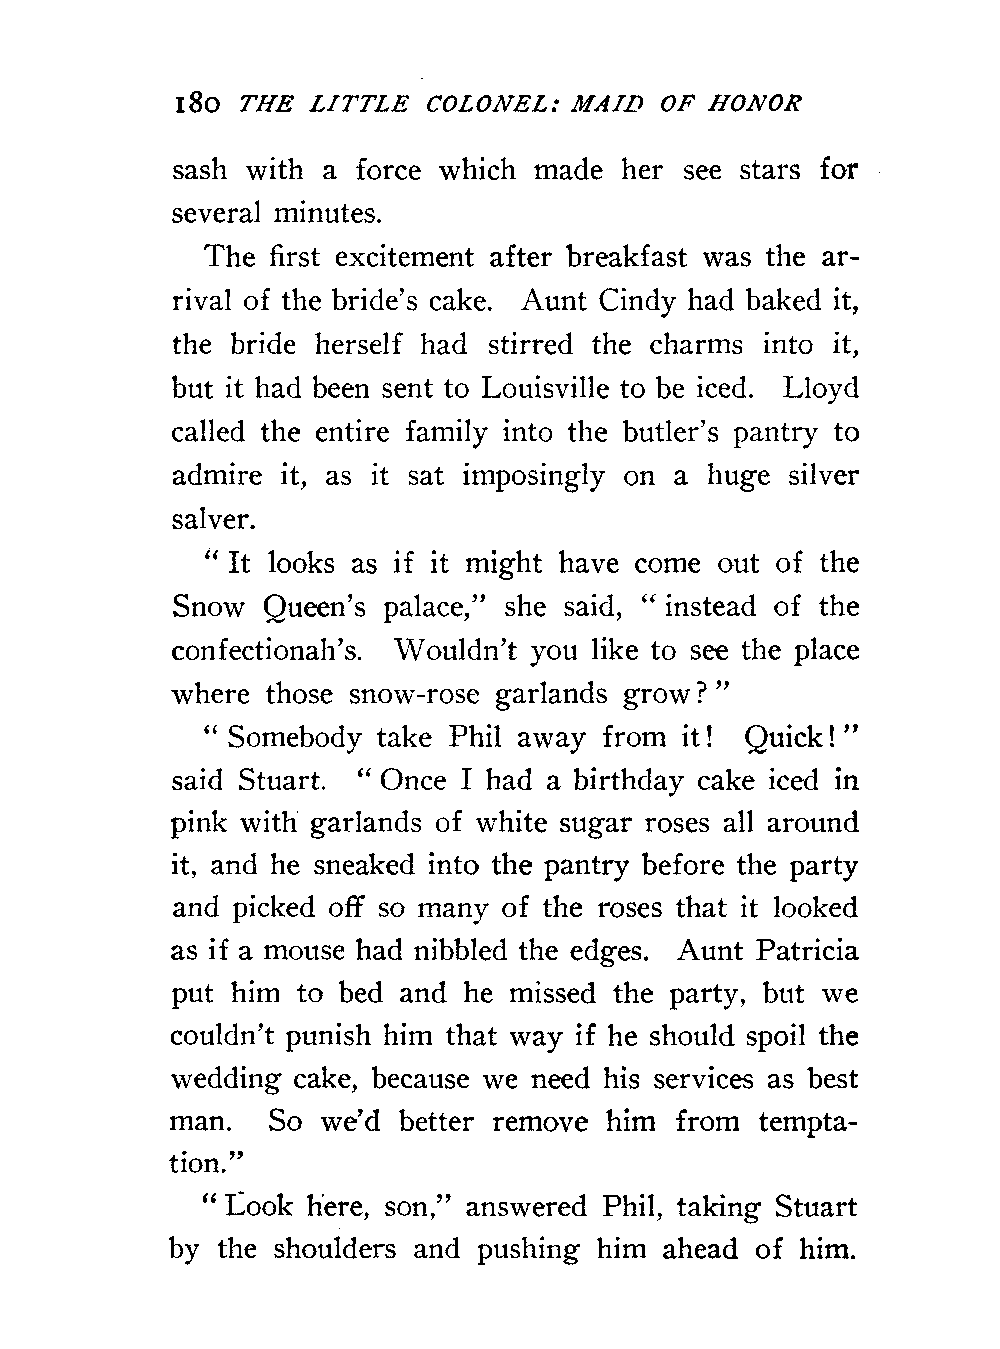 180 THE LITTLE COLONEL: MAID OF HONOR
sash with a force which made her see stars for
several minutes.
The first excitement after breakfast was the ar-
rival of the bride's cake. Aunt Cindy had baked it,
the bride herself had stirred the charms into it,
but it had been sent to Louisville to be iced. Lloyd
called the entire family into the butler's pantry to
admire it, as it sat imposingly on a huge silver
salver.
" It looks as if it might have come out of the
Snow Queen's palace," she said, " instead of the
confectionah's. Wouldn't you like to see the place
where those snow-rose garlands grow? "
" Somebody take Phil away from it! Quick! "
said Stuart. " Once I had a birthday cake iced in
pink with garlands of white sugar roses all around
it, and he sneaked into the pantry before the party
and picked off so many of the roses that it looked
as if a mouse had nibbled the edges. Aunt Patricia
put him to bed and he missed the party, but we
couldn't punish him that way if he should spoil the
wedding cake, because we need his services as best
man. So we'd better remove him from tempta-
tion."
" Look here, son," answered Phil, taking Stuart
by the shoulders and pushing him ahead of him.